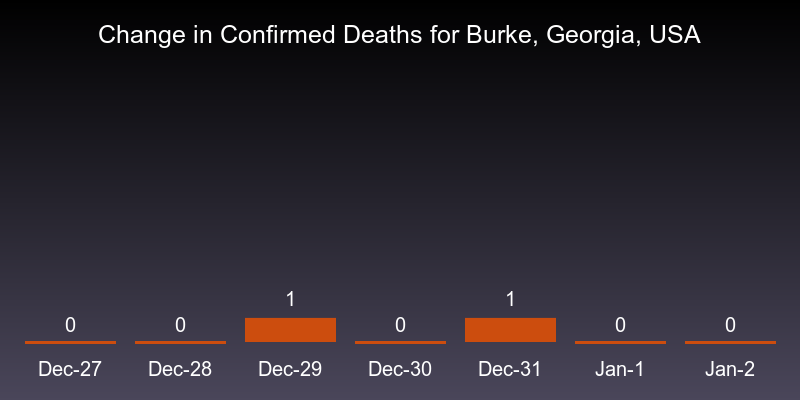 Change in Confirmed Deaths for Burke, Georgia, USA
0 0 1 0 1 0 0
Dec-27 Dec-28 Dec-29 Dec-30 Dec-31 Jan-1 Jan-2